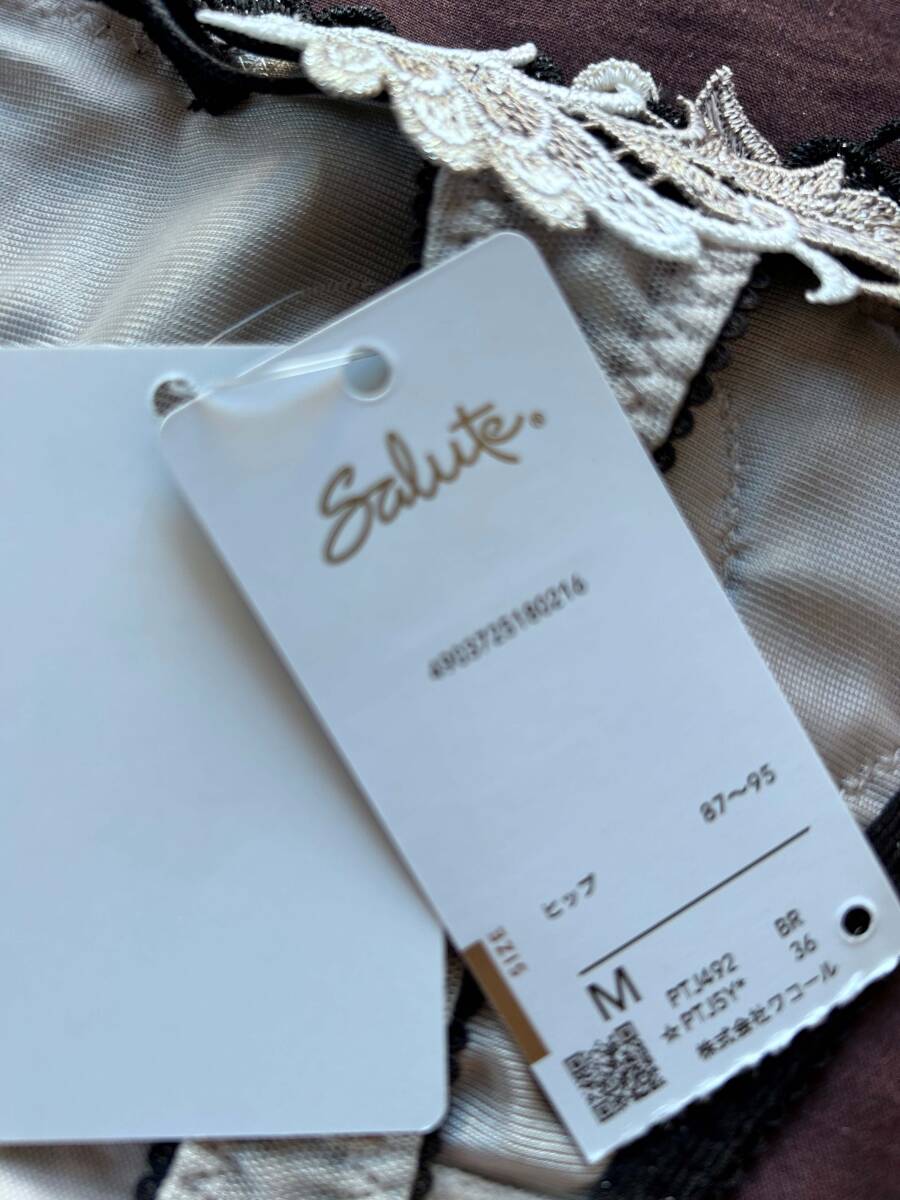 Salute®
4903725180216
ヒップ 87〜95
SIZE
M PTJ492 BR
☆PTJ5Y* 36
株式会社ワコール